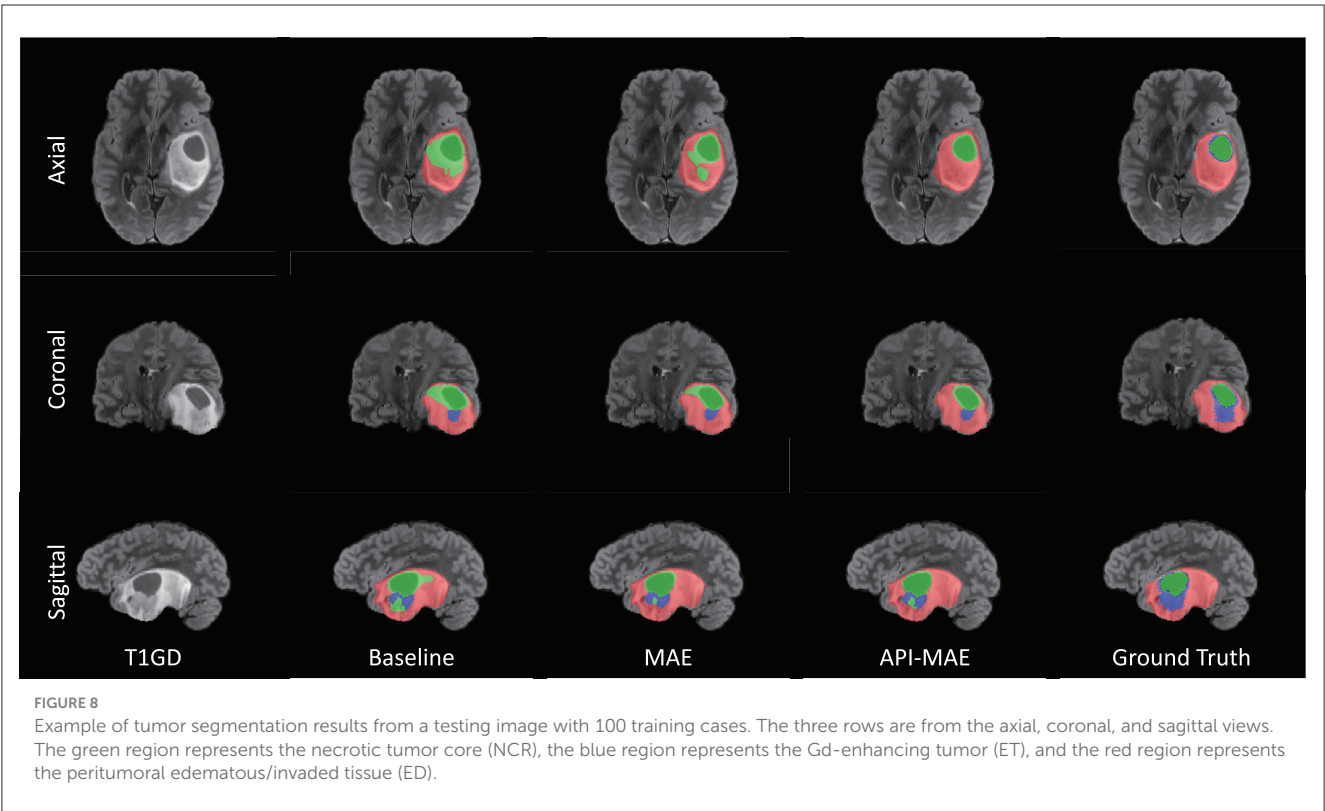 Axial
Coronal
Sagittal
T1GD
Baseline
MAE
API-MAE
Ground Truth
FIGURE 8
Example of tumor segmentation results from a testing image with 100 training cases. The three rows are from the axial, coronal, and sagittal views.
The green region represents the necrotic tumor core (NCR), the blue region represents the Gd-enhancing tumor (ET), and the red region represents
the peritumoral edematous/invaded tissue (ED).